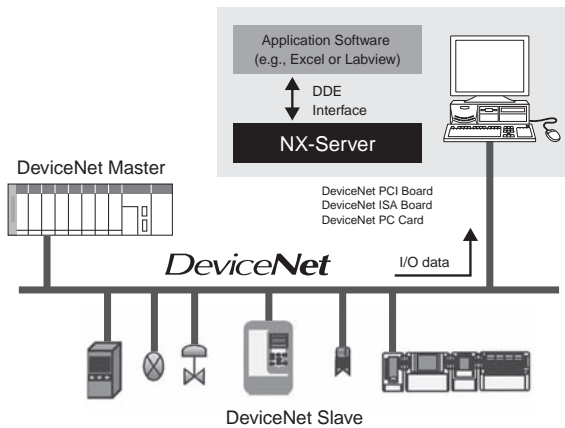 Application Software
(e.g., Excel or Labview)
DDE
Interface
NX-Server
DeviceNet Master
DeviceNet PCI Board
DeviceNet ISA Board
DeviceNet PC Card
DeviceNet
I/O data
DeviceNet Slave